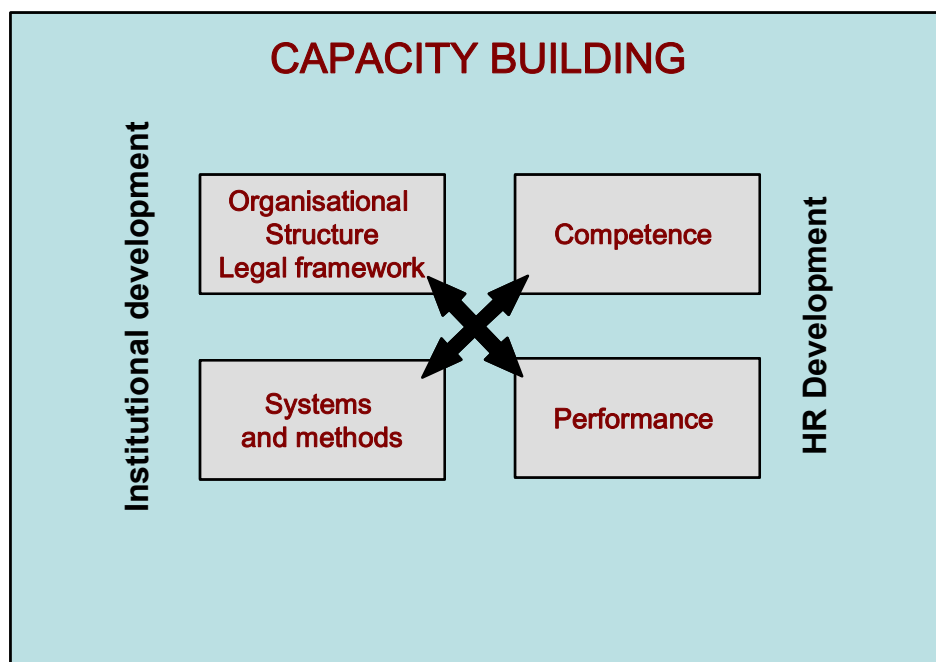 CAPACITY BUILDING
Institutional development
Organisational
Structure
Legal framework
Competence
Systems
and methods
Performance
HR Development